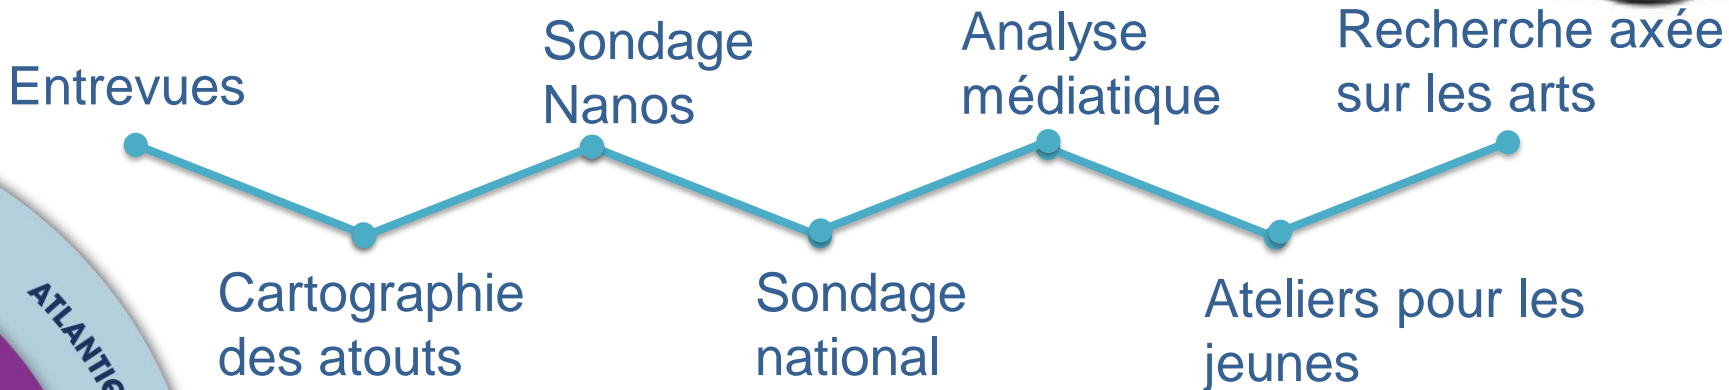 Entrevues
Cartographie
des atouts
Sondage
Nanos
Sondage
national
Analyse
médiatique
Ateliers pour les
jeunes
Recherche axée
sur les arts